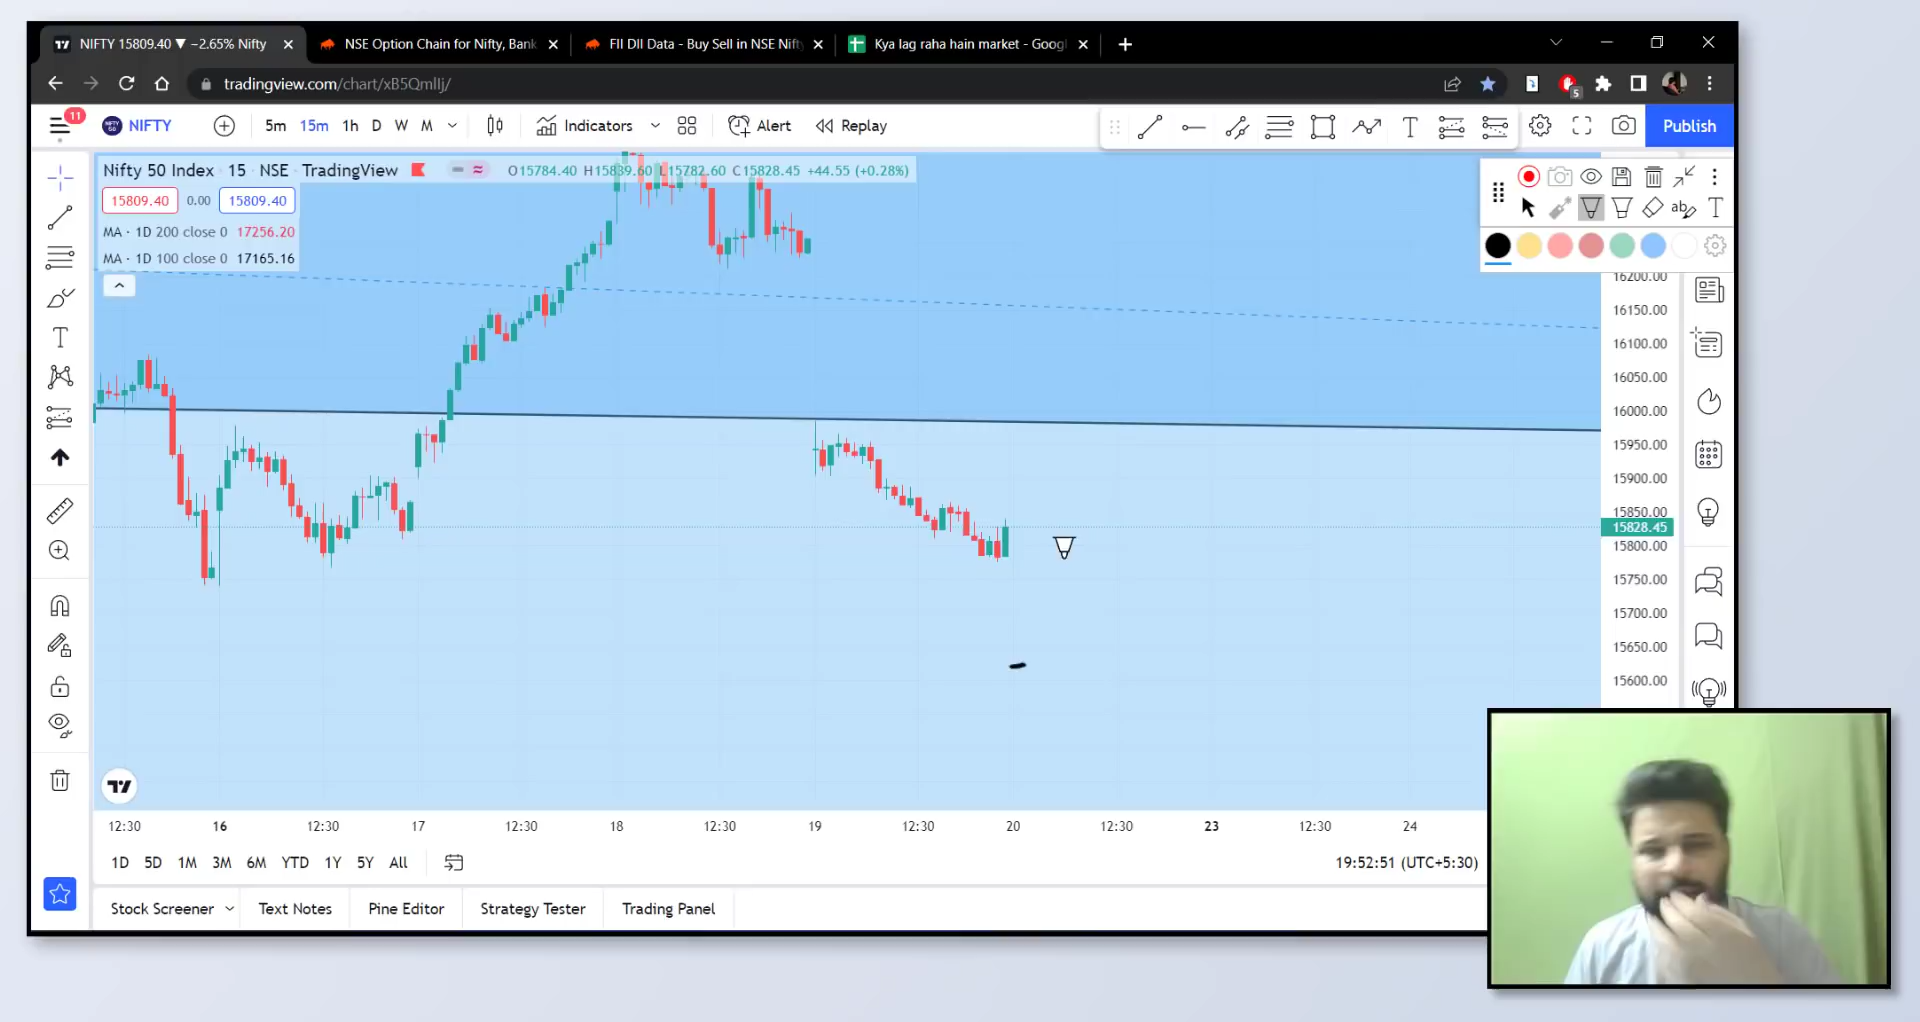 NIFTY 15809.40 ▼ −2.65% Nifty
NSE Option Chain for Nifty, Bank
FII DII Data - Buy Sell in NSE Nifty
Kya lag raha hain market - Goog
tradingview.com/chart/xB5QmlIj/
5
11
NIFTY
5m 15m 1h D W M
Indicators
Alert
Replay
Publish
Nifty 50 Index · 15 · NSE · TradingView
O15784.40 H15839.60 L15782.60 C15828.45 +44.55 (+0.28%)
15809.40 0.00 15809.40
MA · 1D 200 close 0 17256.20
MA · 1D 100 close 0 17165.16
16200.00
16150.00
16100.00
16050.00
16000.00
15950.00
15900.00
15850.00
15828.45
15800.00
15750.00
15700.00
15650.00
15600.00
12:30 16 12:30 17 12:30 18 12:30 19 12:30 20 12:30 23 12:30 24
1D 5D 1M 3M 6M YTD 1Y 5Y All
19:52:51 (UTC+5:30)
Stock Screener Text Notes Pine Editor Strategy Tester Trading Panel